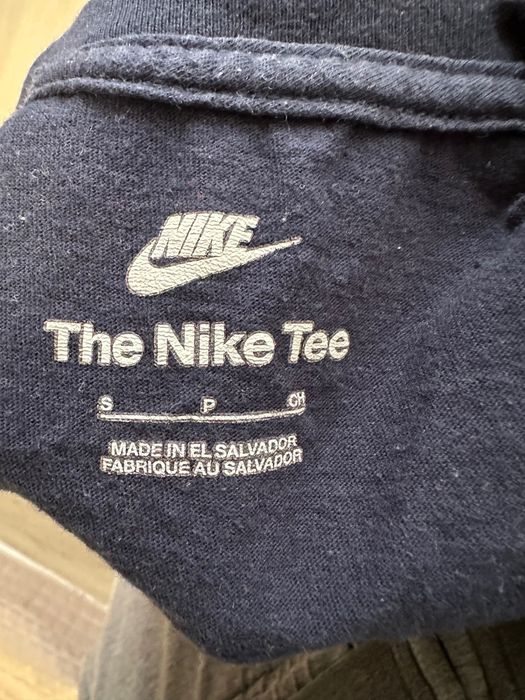 NIKE
The Nike Tee
S P CH
MADE IN EL SALVADOR
FABRIQUE AU SALVADOR